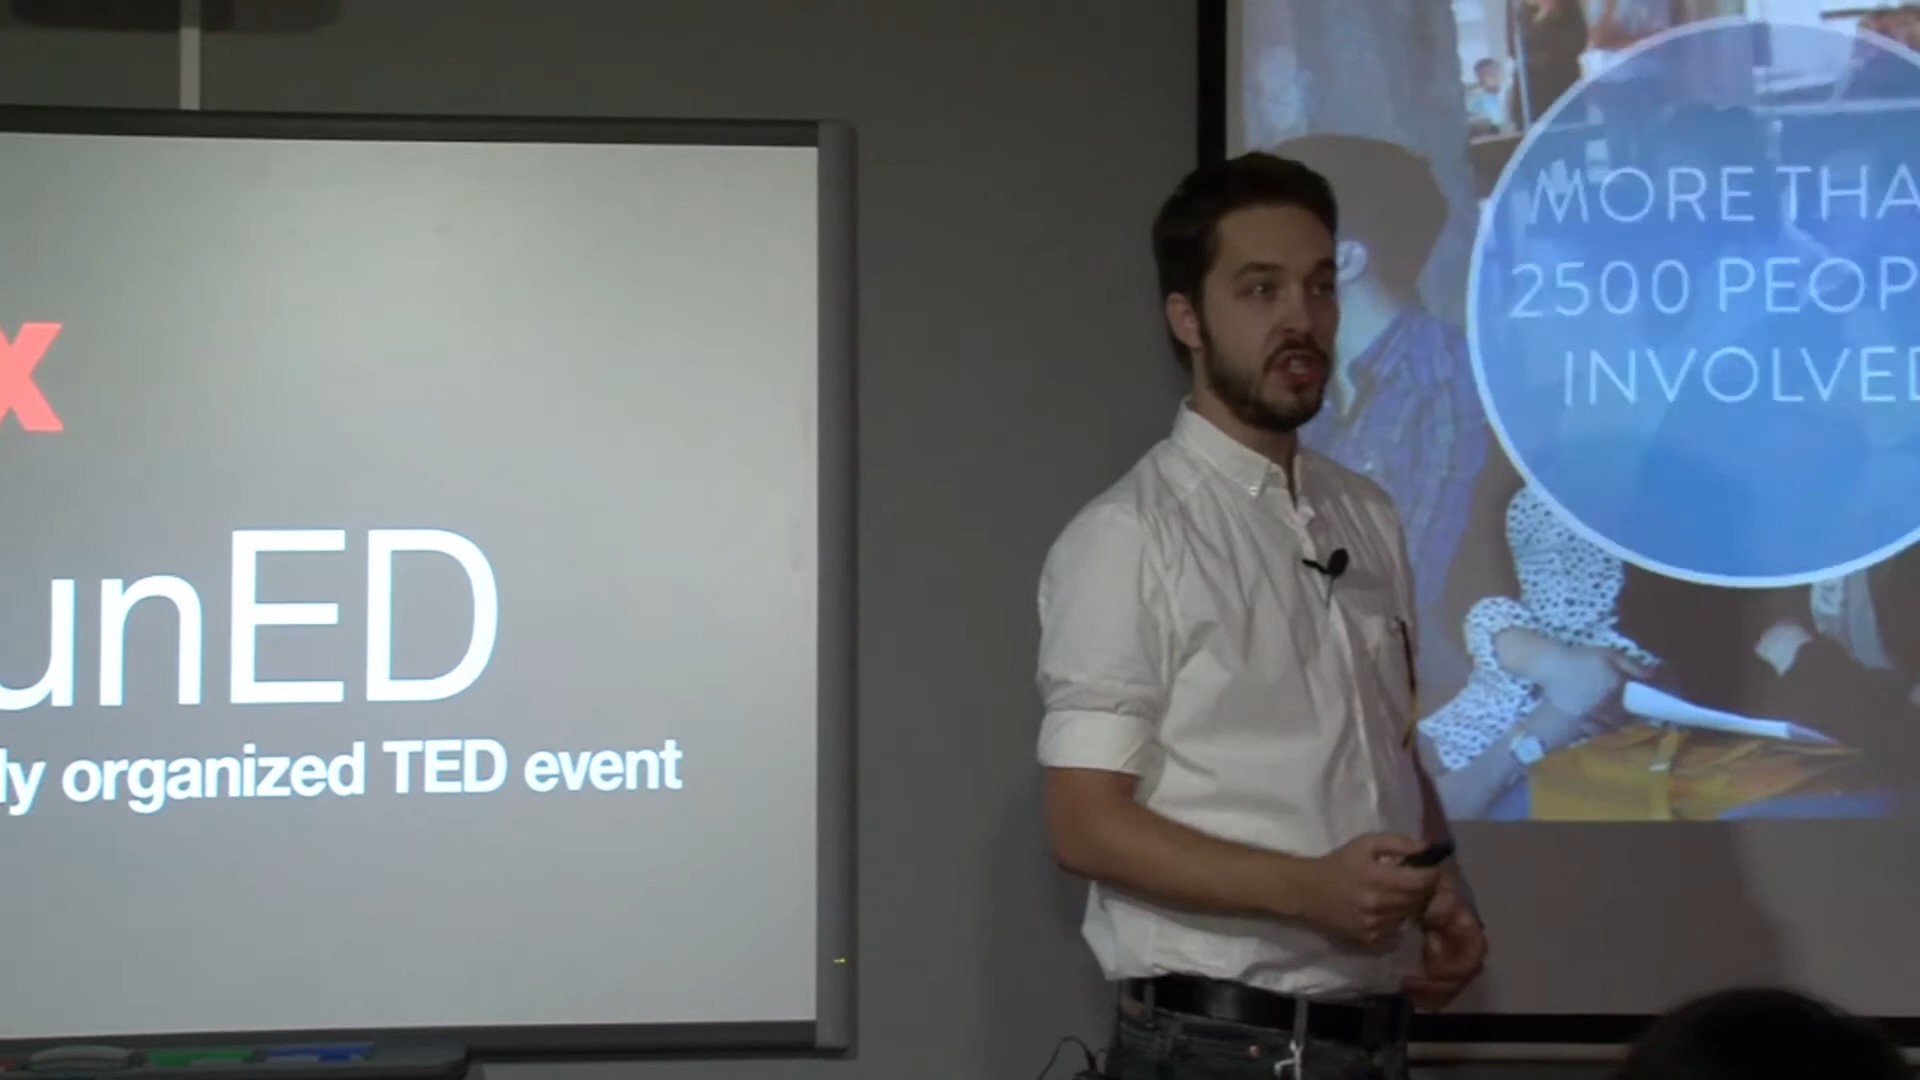 x
unED
ly organized TED event
MORE THA
2500 PEOP
INVOLVED